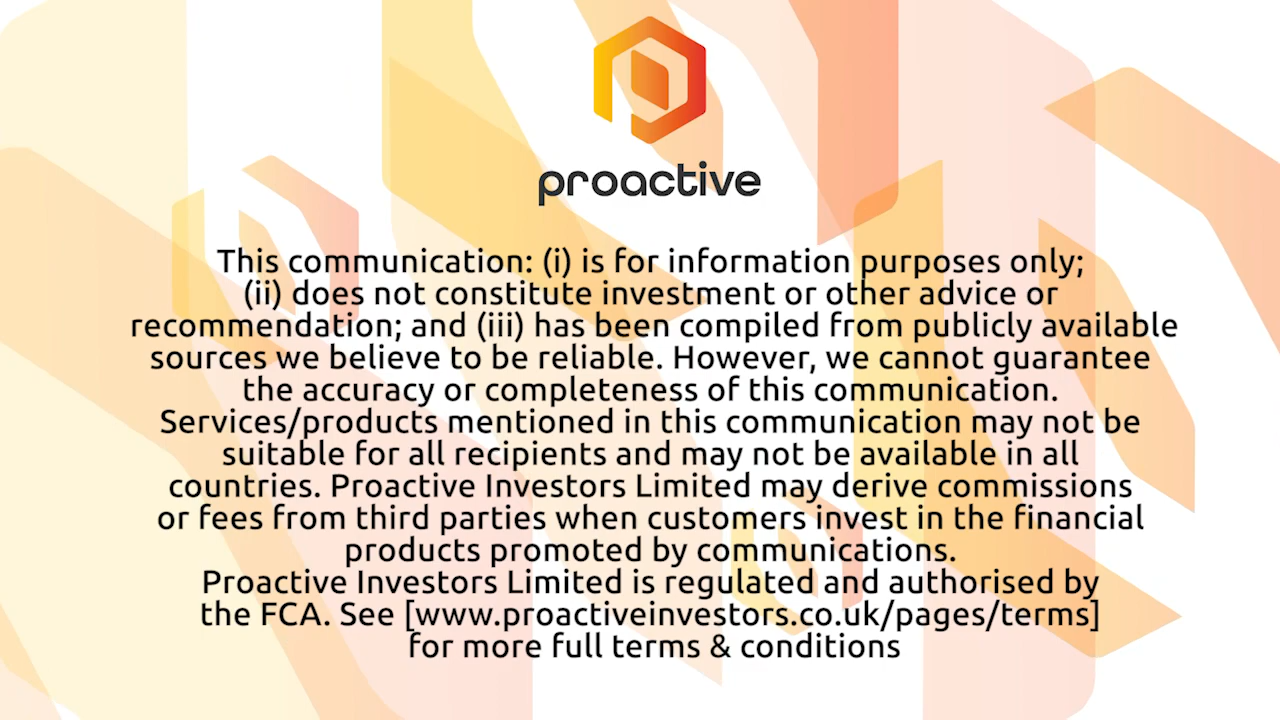 proactive
This communication: (i) is for information purposes only;
(ii) does not constitute investment or other advice or
recommendation; and (iii) has been compiled from publicly available
sources we believe to be reliable. However, we cannot guarantee
the accuracy or completeness of this communication.
Services/products mentioned in this communication may not be
suitable for all recipients and may not be available in all
countries. Proactive Investors Limited may derive commissions
or fees from third parties when customers invest in the financial
products promoted by communications.
Proactive Investors Limited is regulated and authorised by
the FCA. See [www.proactiveinvestors.co.uk/pages/terms]
for more full terms & conditions